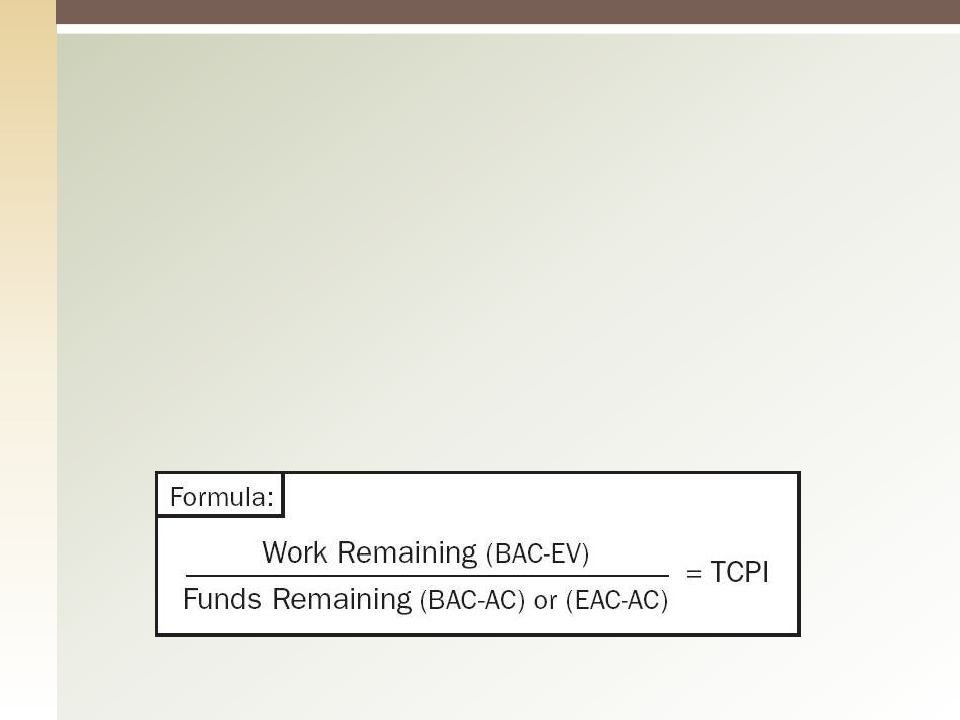 Formula:
Work Remaining (BAC-EV)
= TCPI
Funds Remaining (BAC-AC) or (EAC-AC)